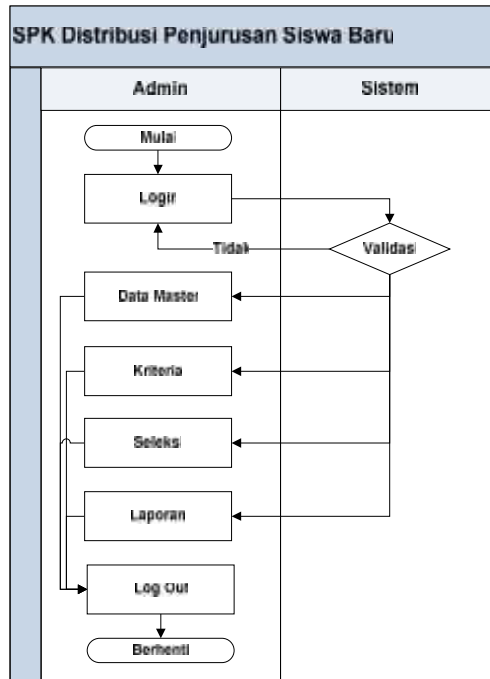 SPK Distribusi Penjurusan Siswa Baru
Admin
Sistem
Mulai
Login
Tidak
Validasi
Data Master
Kriteria
Seleksi
Laporan
Log Out
Berhenti